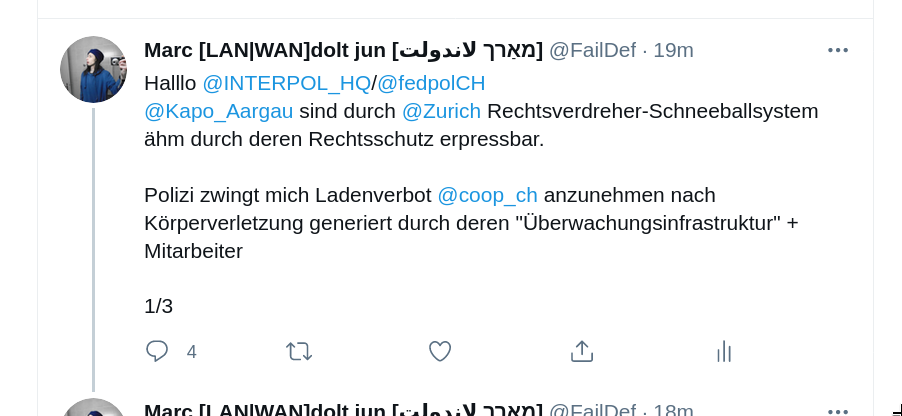 Marc [LAN|WAN]dolt jun [מאַרך لاندولت] @FailDef · 19m
Halllo @INTERPOL_HQ/@fedpolCH
@Kapo_Aargau sind durch @Zurich Rechtsverdreher-Schneeballsystem
ähm durch deren Rechtsschutz erpressbar.
Polizi zwingt mich Ladenverbot @coop_ch anzunehmen nach
Körperverletzung generiert durch deren "Überwachungsinfrastruktur" +
Mitarbeiter
1/3
4
Marc [LAN|WAN]dolt jun [מאַרך لاندولت] @FailDef · 18m